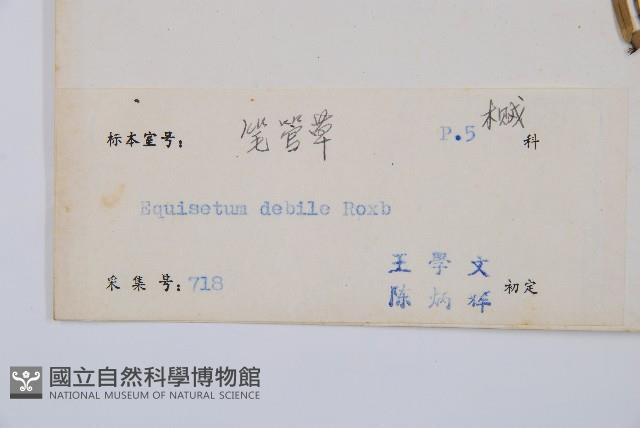 标本室号: 笔管草 P.5 木贼科
Equisetum debile Roxb
采集号:718
王學文
陈炳辉 初定
國立自然科學博物館
NATIONAL MUSEUM OF NATURAL SCIENCE